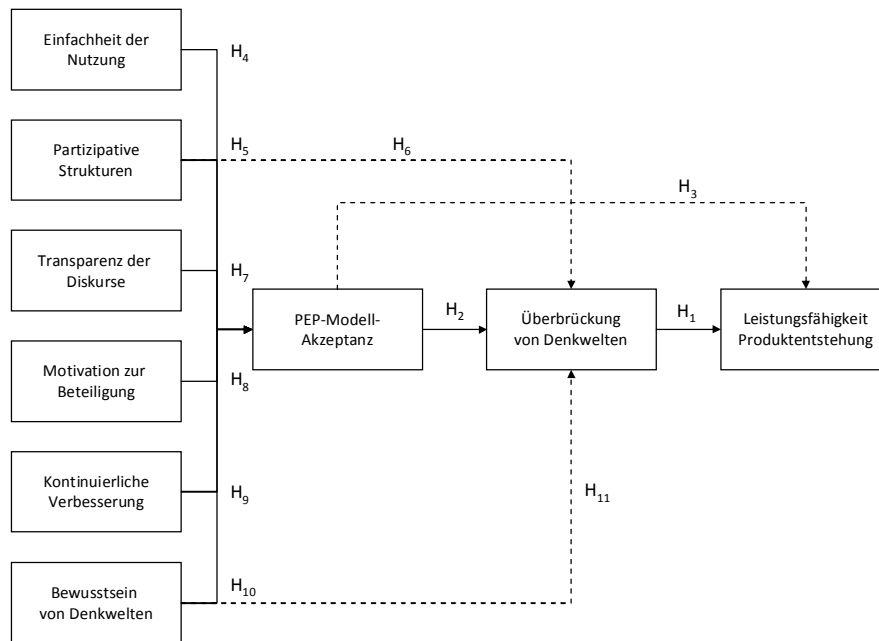 Einfachheit der
Nutzung
H4
Partizipative
Strukturen
H5
H6
H3
Transparenz der
Diskurse
H7
PEP-Modell-
Akzeptanz
H2
Überbrückung
von Denkwelten
H1
Leistungsfähigkeit
Produktentstehung
Motivation zur
Beteiligung
H8
Kontinuierliche
Verbesserung
H9
H11
Bewusstsein
von Denkwelten
H10